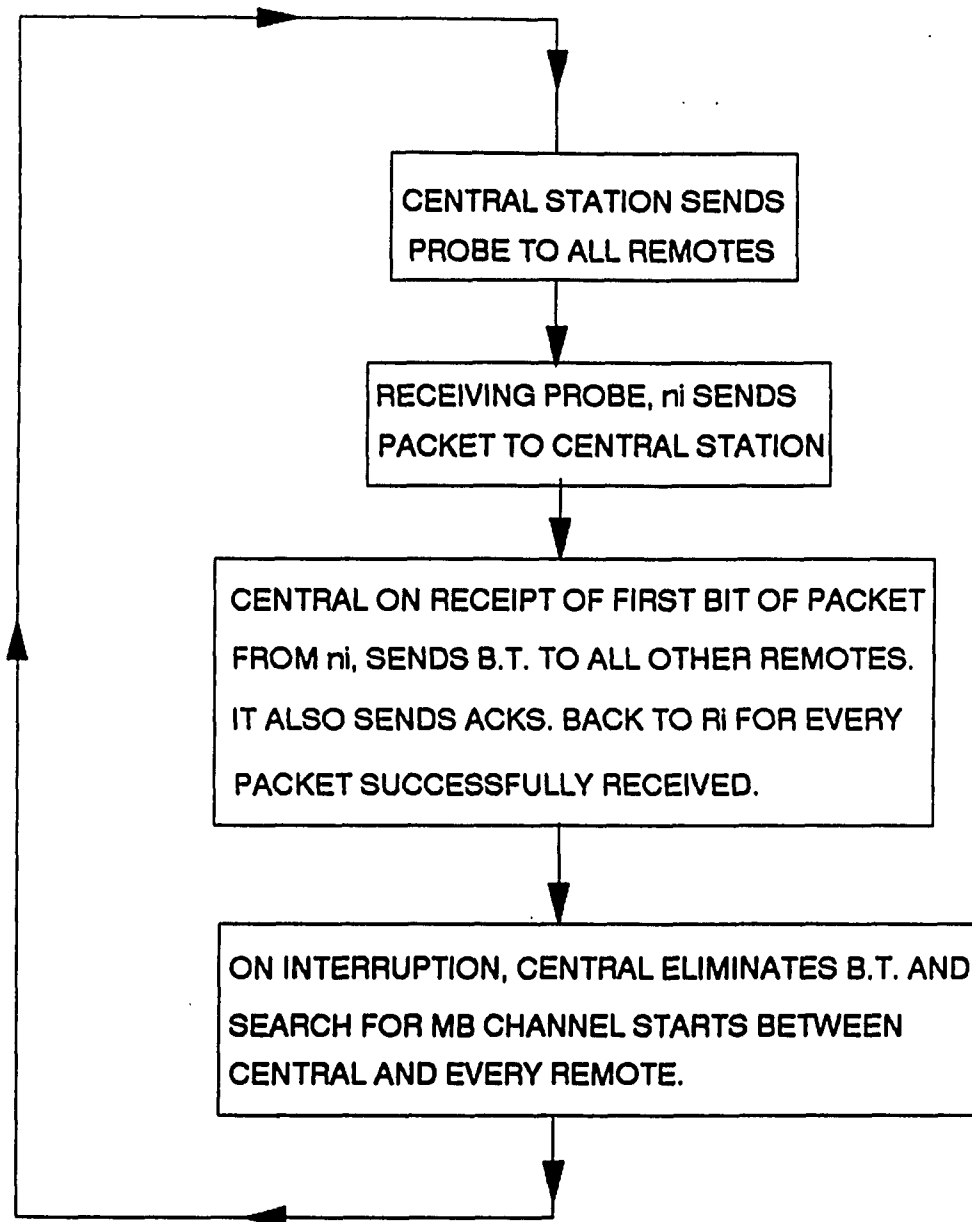 CENTRAL STATION SENDS
PROBE TO ALL REMOTES
RECEIVING PROBE, ni SENDS
PACKET TO CENTRAL STATION
CENTRAL ON RECEIPT OF FIRST BIT OF PACKET
FROM ni, SENDS B.T. TO ALL OTHER REMOTES.
IT ALSO SENDS ACKS. BACK TO Ri FOR EVERY
PACKET SUCCESSFULLY RECEIVED.
ON INTERRUPTION, CENTRAL ELIMINATES B.T. AND
SEARCH FOR MB CHANNEL STARTS BETWEEN
CENTRAL AND EVERY REMOTE.